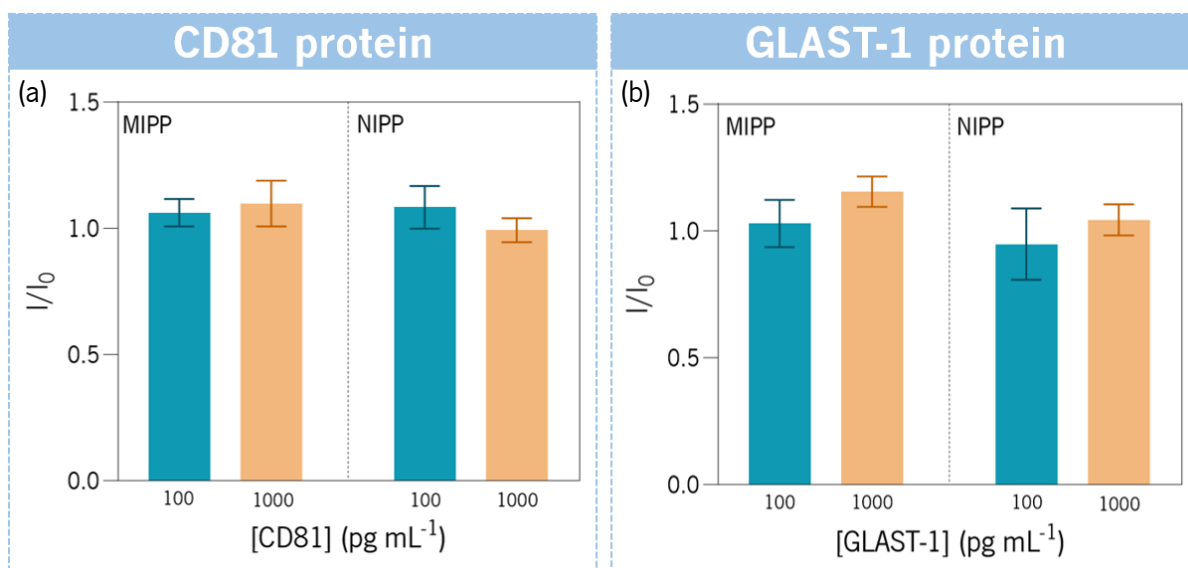 CD81 protein
(a)
1.5
MIPP
NIPP
1.0
I/I0
0.5
0.0
100
1000
100
1000
[CD81] (pg mL-1)
GLAST-1 protein
(b)
1.5
MIPP
NIPP
1.0
I/I0
0.5
0.0
100
1000
100
1000
[GLAST-1] (pg mL-1)